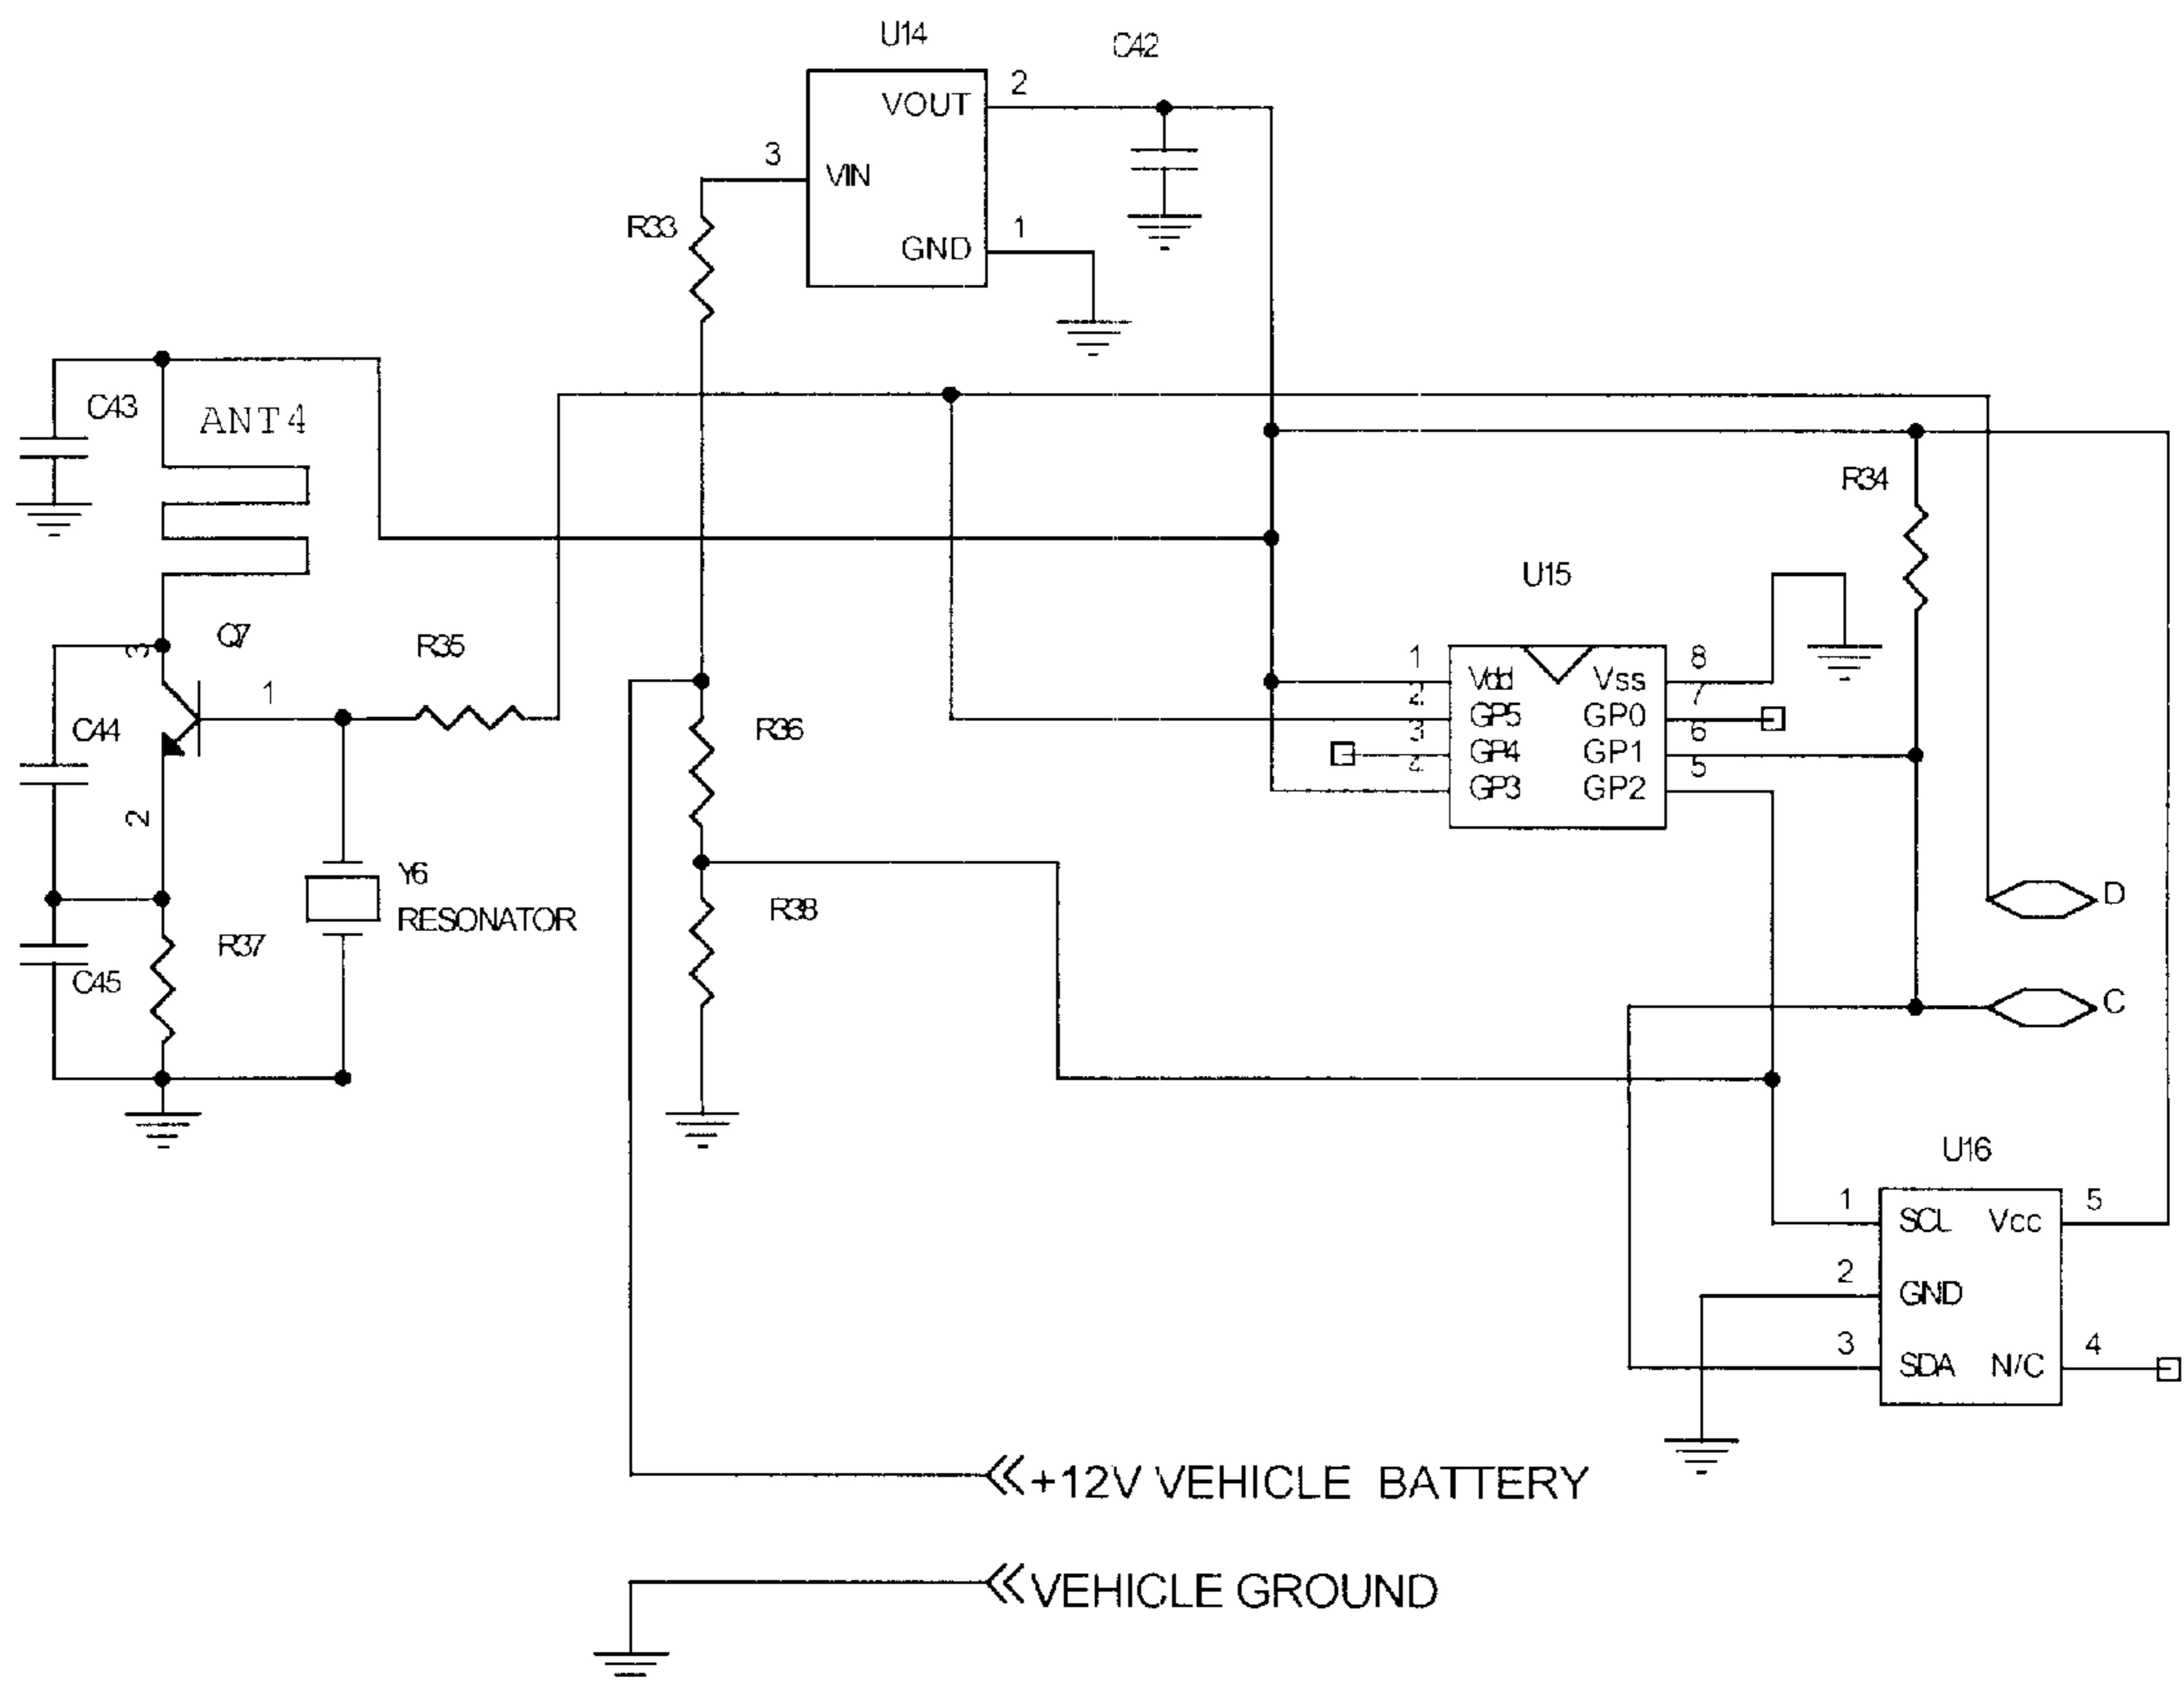 U14
C42
VOUT
2
3
VIN
R33
1
GND
C43
ANT4
R34
U15
Q7
R35
3
1
1
Vdd
Vss
8
2
GP5
GP0
7
R36
C44
3
GP4
GP1
6
4
GP3
GP2
5
2
Y6
RESONATOR
D
R38
R37
C45
C
U16
1
SCL
Vcc
5
2
GND
3
SDA
N/C
4
+12V VEHICLE BATTERY
VEHICLE GROUND